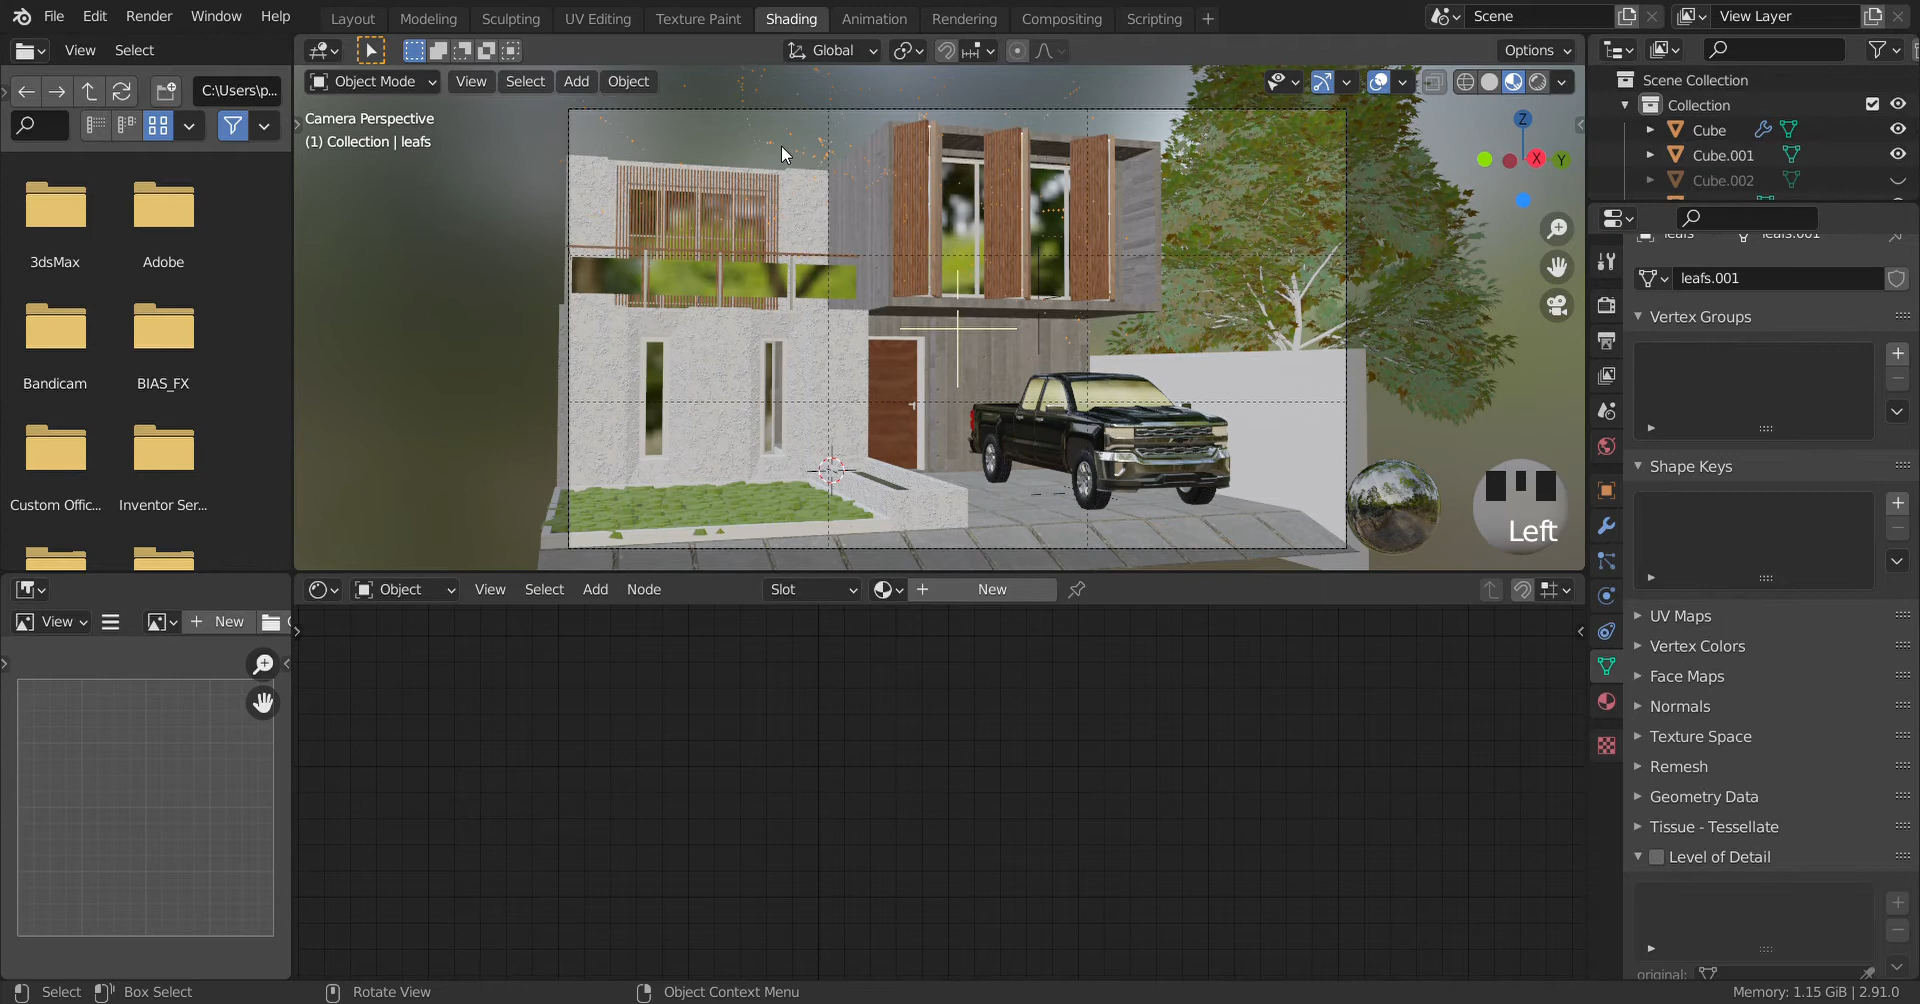 File Edit Render Window Help Layout Modeling Sculpting UV Editing Texture Paint Shading Animation Rendering Compositing Scripting + Scene View Layer
View Select Global Options
C:\Users\p... Object Mode View Select Add Object Scene Collection
Camera Perspective Collection
(1) Collection | leafs Cube
Cube.001
Cube.002
Z
X Y
leafs leafs.001
leafs.001
3dsMax Adobe
Vertex Groups
Bandicam BIAS_FX
Shape Keys
Custom Offic... Inventor Ser...
Left
Object View Select Add Node Slot New
View New
UV Maps
Vertex Colors
Face Maps
Normals
Texture Space
Remesh
Geometry Data
Tissue - Tessellate
Level of Detail
original:
Select Box Select Rotate View Object Context Menu Memory: 1.15 GiB | 2.91.0